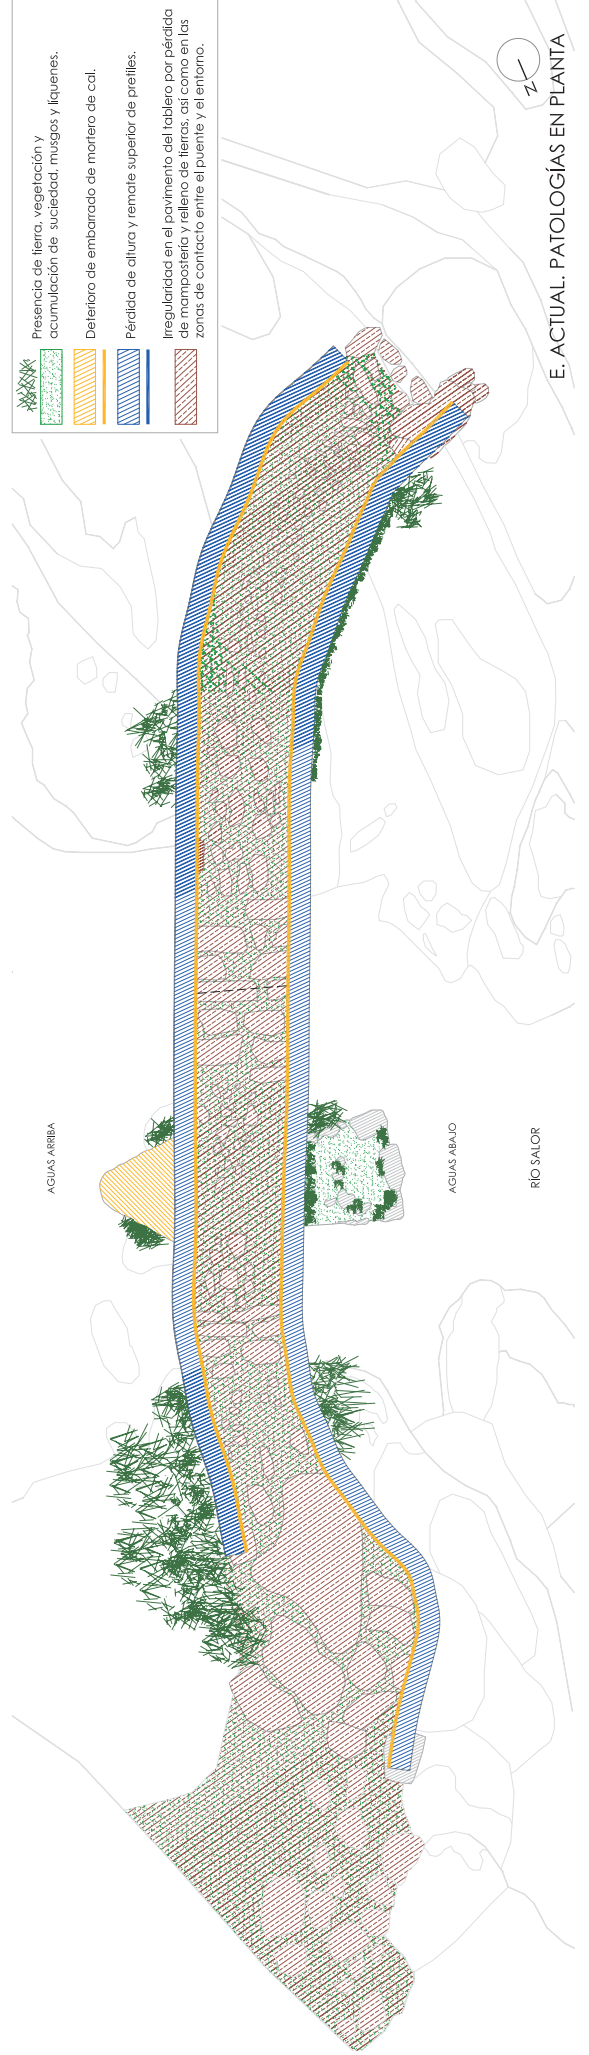 Presencia de tierra, vegetación y
acumulación de suciedad, musgos y líquenes.
Deterioro de embarrado de mortero de cal.
Pérdida de altura y remate superior de pretiles.
Irregularidad en el pavimento del tablero por pérdida
de mampostería y relleno de tierras, así como en las
zonas de contacto entre el puente y el entorno.
N
E. ACTUAL. PATOLOGÍAS EN PLANTA
AGUAS ARRIBA
AGUAS ABAJO
RÍO SALOR